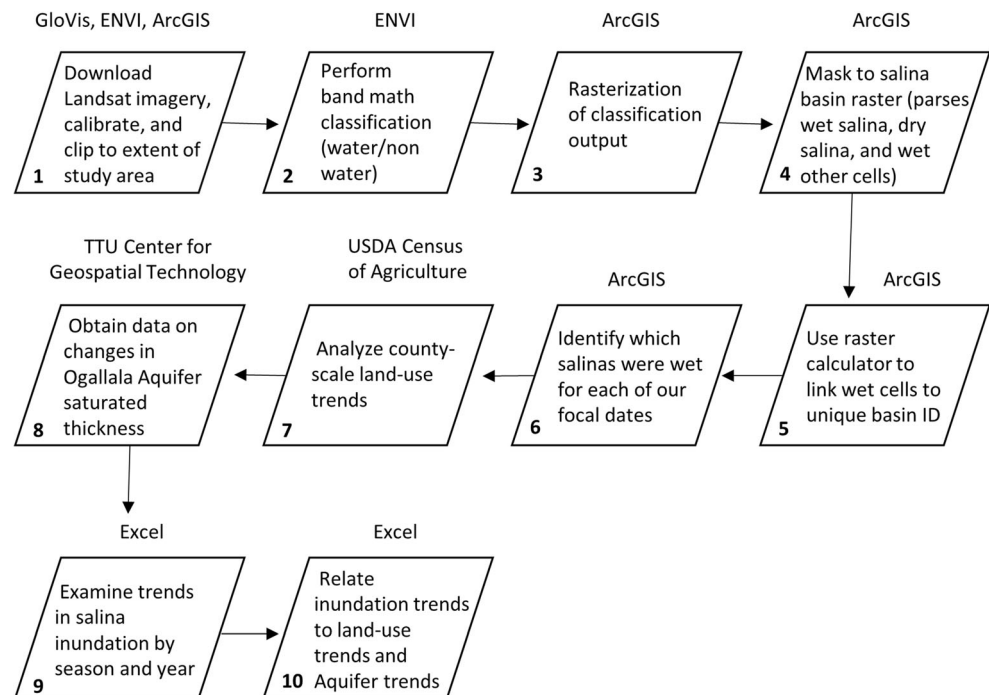 GloVis, ENVI, ArcGIS
Download
Landsat imagery,
calibrate, and
clip to extent of
study area
1
ENVI
Perform
band math
classification
(water/non
water)
2
ArcGIS
Rasterization
of classification
output
3
ArcGIS
Mask to salina
basin raster (parses
wet salina, dry
salina, and wet
other cells)
4
ArcGIS
Use raster
calculator to
link wet cells to
unique basin ID
5
ArcGIS
Identify which
salinas were wet
for each of our
focal dates
6
USDA Census
of Agriculture
Analyze county-
scale land-use
trends
7
TTU Center for
Geospatial Technology
Obtain data on
changes in
Ogallala Aquifer
saturated
thickness
8
Excel
Examine trends
in salina
inundation by
season and year
9
Excel
Relate
inundation trends
to land-use
trends and
Aquifer trends
10